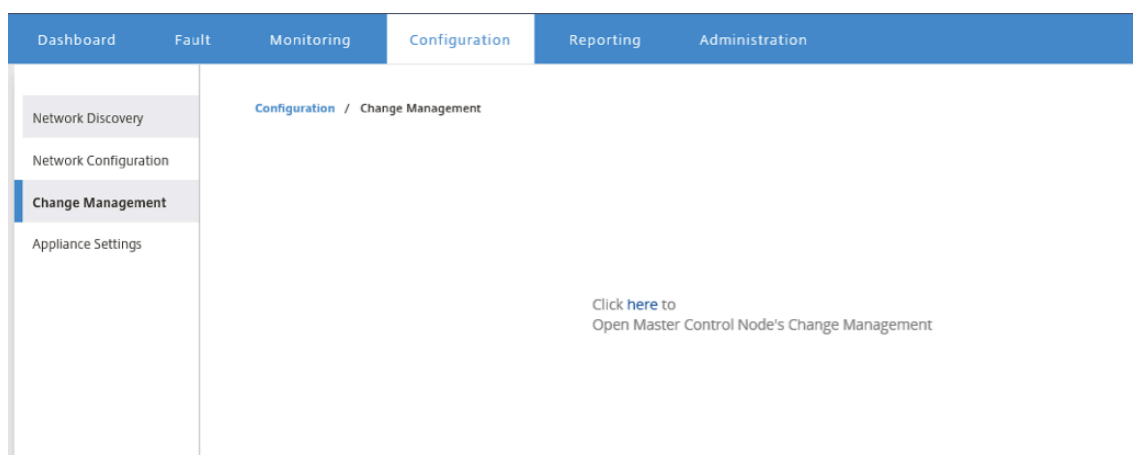 Dashboard Fault Monitoring Configuration Reporting Administration
Network Discovery
Network Configuration
Change Management
Appliance Settings
Configuration / Change Management
Click here to
Open Master Control Node's Change Management